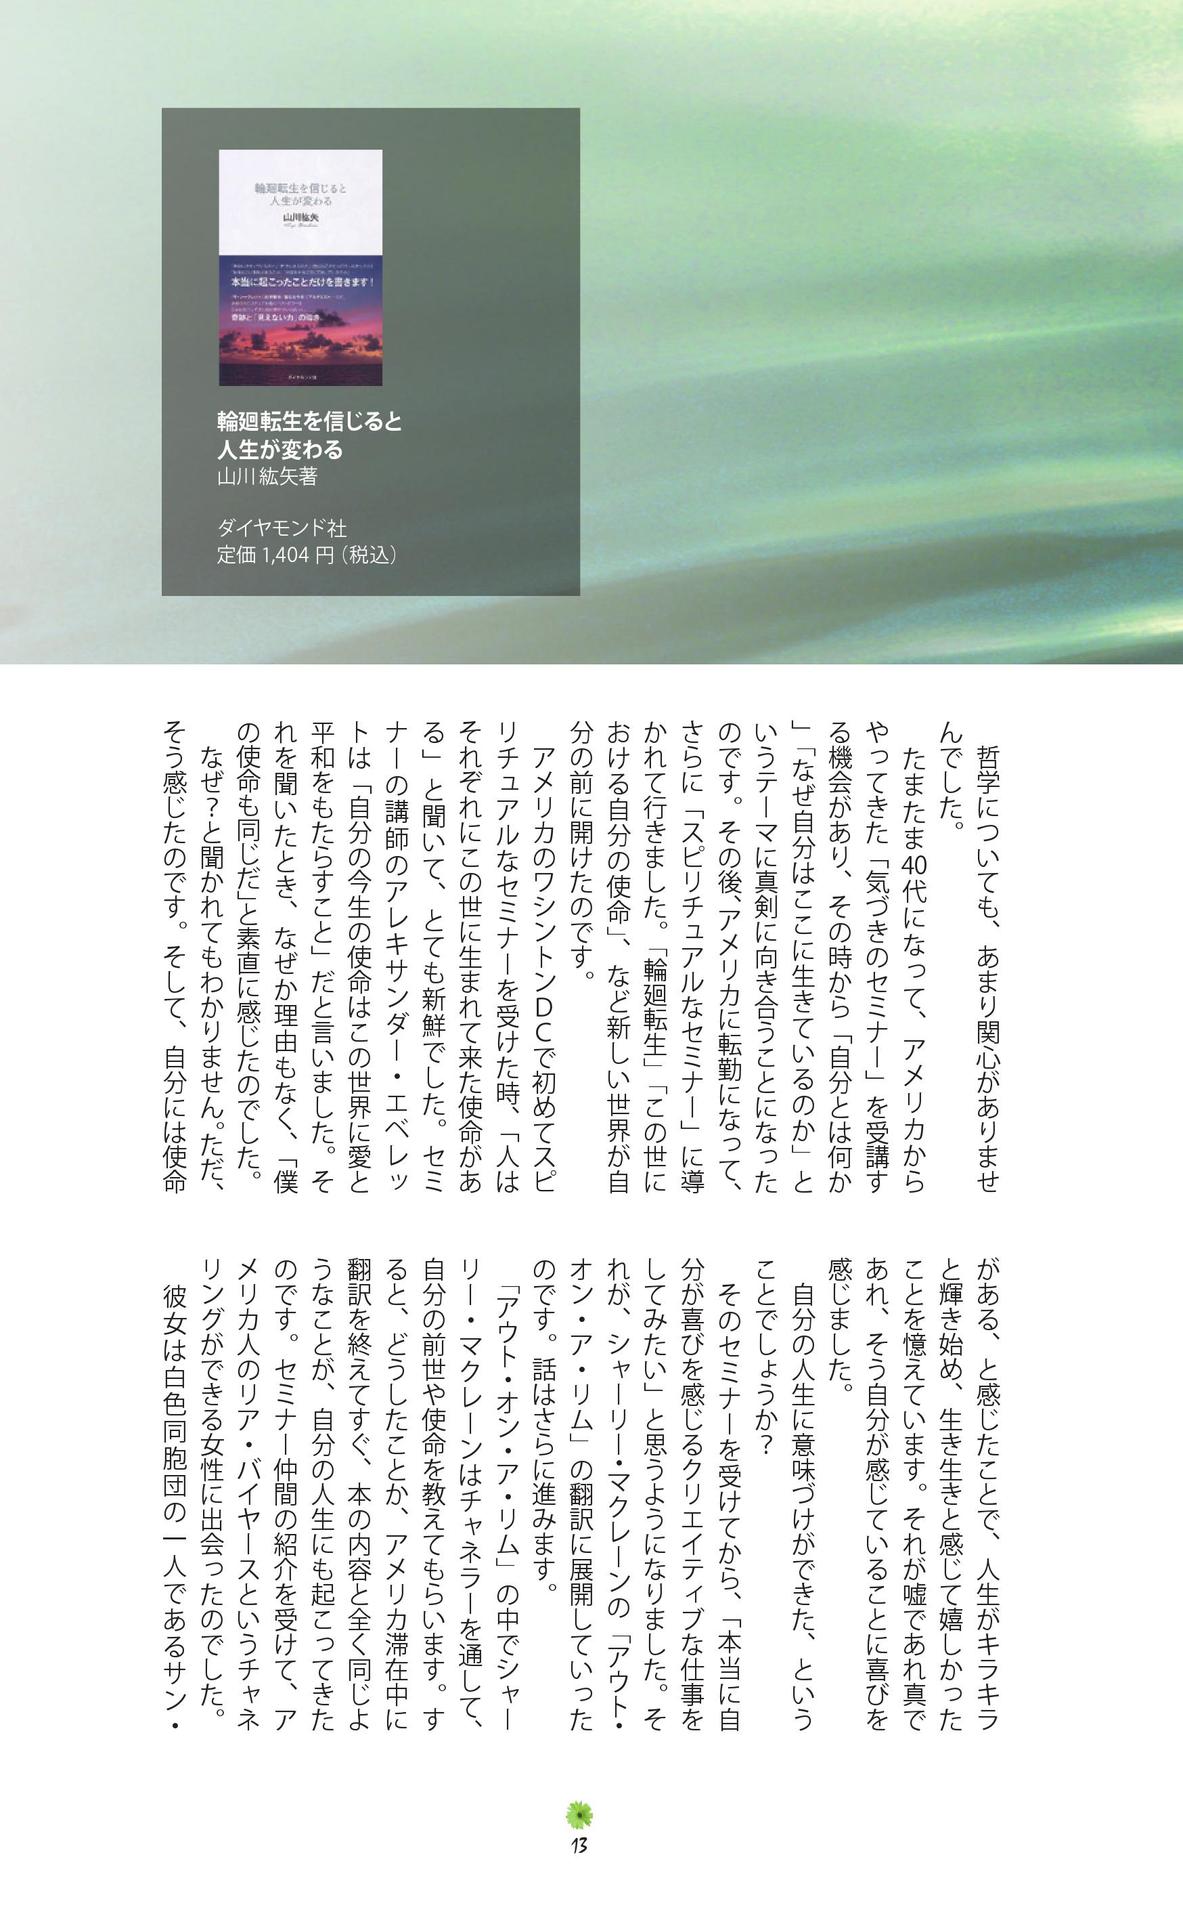 輪廻転生を信じると
人生が変わる
山川紘矢
本当に起こったことだけを書きます！
奇跡と「見えない力」の導き
ダイヤモンド社
輪廻転生を信じると
人生が変わる
山川 紘矢著
ダイヤモンド社
定価 1,404 円（税込）
哲学についても、あまり関心がありませ
んでした。
たまたま40代になって、アメリカから
やってきた「気づきのセミナー」を受講す
る機会があり、その時から「自分とは何か
」「なぜ自分はここに生きているのか」と
いうテーマに真剣に向き合うことになった
のです。その後、アメリカに転勤になって、
さらに「スピリチュアルなセミナー」に導
かれて行きました。「輪廻転生」「この世に
おける自分の使命」、など新しい世界が自
分の前に開けたのです。
アメリカのワシントンＤＣで初めてスピ
リチュアルなセミナーを受けた時、「人は
それぞれにこの世に生まれて来た使命があ
る」と聞いて、とても新鮮でした。セミ
ナーの講師のアレキサンダー・エベレッ
トは「自分の今生の使命はこの世界に愛と
平和をもたらすこと」だと言いました。そ
れを聞いたとき、なぜか理由もなく、「僕
の使命も同じだ」と素直に感じたのでした。
なぜ？と聞かれてもわかりません。ただ、
そう感じたのです。そして、自分には使命
がある、と感じたことで、人生がキラキラ
と輝き始め、生き生きと感じて嬉しかった
ことを憶えています。それが嘘であれ真で
あれ、そう自分が感じていることに喜びを
感じました。
自分の人生に意味づけができた、という
ことでしょうか？
そのセミナーを受けてから、「本当に自
分が喜びを感じるクリエイティブな仕事を
してみたい」と思うようになりました。そ
れが、シャーリー・マクレーンの「アウト・
オン・ア・リム」の翻訳に展開していった
のです。話はさらに進みます。
「アウト・オン・ア・リム」の中でシャー
リー・マクレーンはチャネラーを通して、
自分の前世や使命を教えてもらいます。す
ると、どうしたことか、アメリカ滞在中に
翻訳を終えてすぐ、本の内容と全く同じよ
うなことが、自分の人生にも起こってきた
のです。セミナー仲間の紹介を受けて、ア
メリカ人のリア・バイヤースというチャネ
リングができる女性に出会ったのでした。
彼女は白色同胞団の一人であるサン・
13